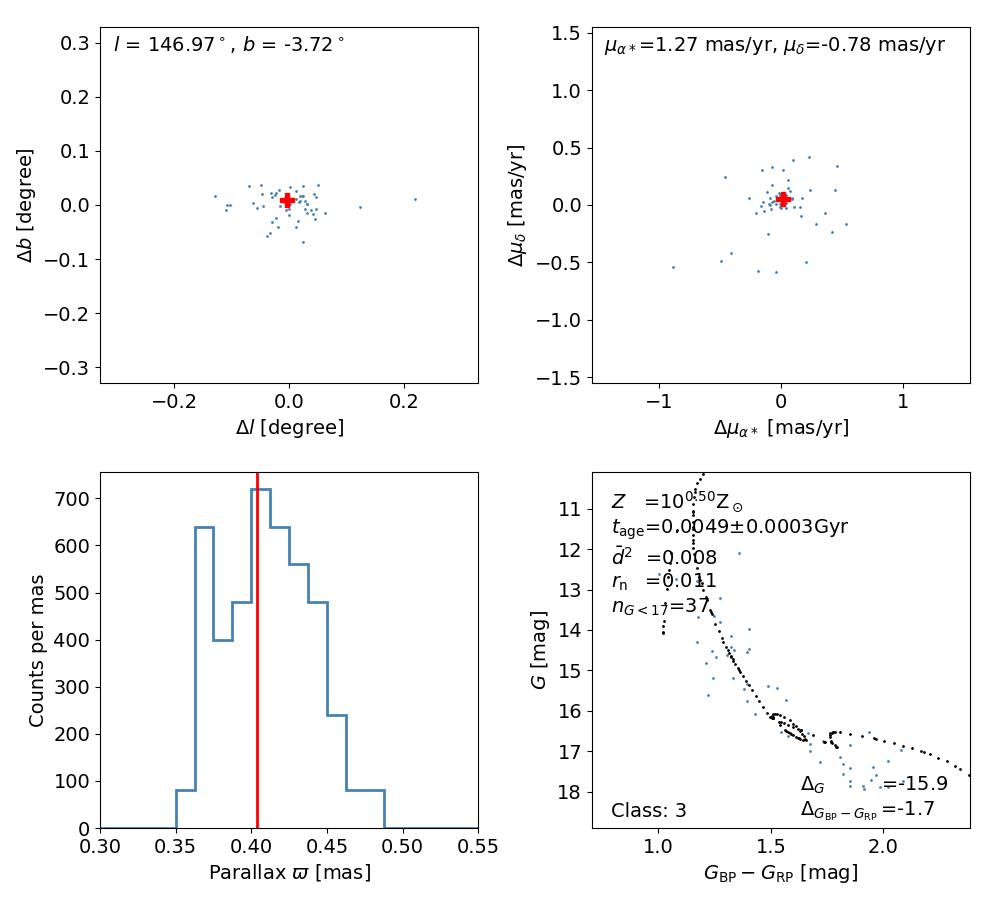 l = 146.97°, b = -3.72°
0.3
0.2
0.1
0.0
−0.1
−0.2
−0.3
−0.2
0.0
0.2
Δl [degree]
Δb [degree]
μα*=1.27 mas/yr, μδ=-0.78 mas/yr
1.5
1.0
0.5
0.0
−0.5
−1.0
−1.5
−1
0
1
Δμα* [mas/yr]
Δμδ [mas/yr]
700
600
500
400
300
200
100
0
0.30
0.35
0.40
0.45
0.50
0.55
Parallax ϖ [mas]
Counts per mas
Z =10^0.50 Z⊙
t_age=0.0049±0.0003Gyr
d̄² =0.008
r_n =0.011
n_G<17=37
Δ_G =-15.9
Δ_G_BP−G_RP =-1.7
Class: 3
11
12
13
14
15
16
17
18
1.0
1.5
2.0
G_BP − G_RP [mag]
G [mag]